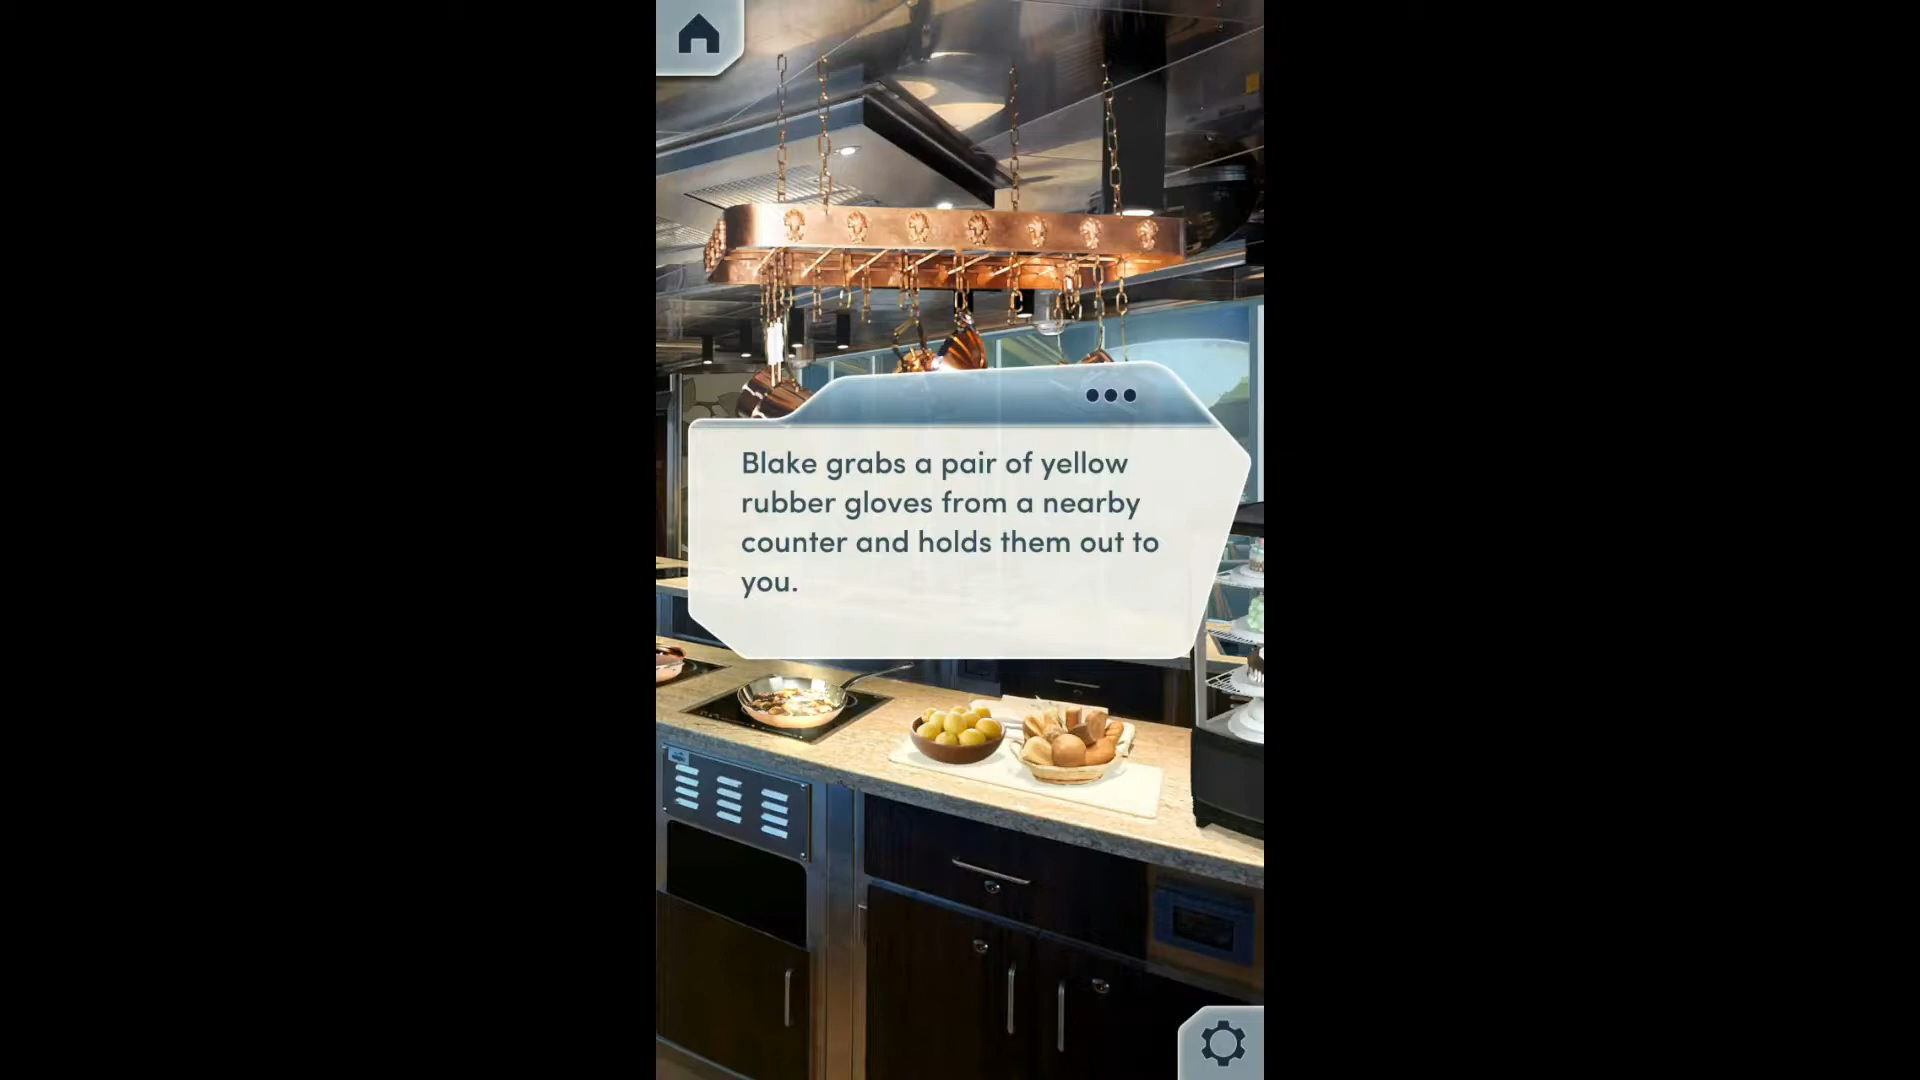 Blake grabs a pair of yellow
rubber gloves from a nearby
counter and holds them out to
you.